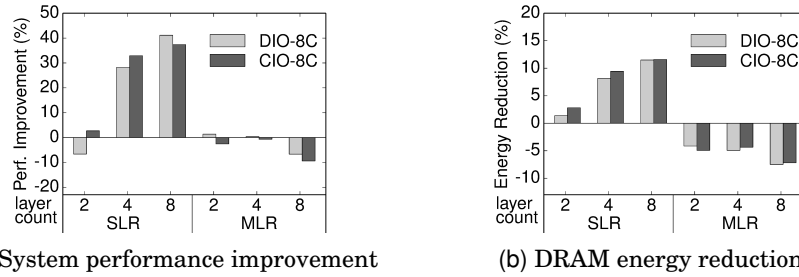 Perf. Improvement (%)
50
40
30
20
10
0
-10
-20
DIO-8C
CIO-8C
layer count
2 4 8 2 4 8
SLR MLR
System performance improvement
Energy Reduction (%)
20
15
10
5
0
-5
-10
DIO-8C
CIO-8C
layer count
2 4 8 2 4 8
SLR MLR
(b) DRAM energy reduction